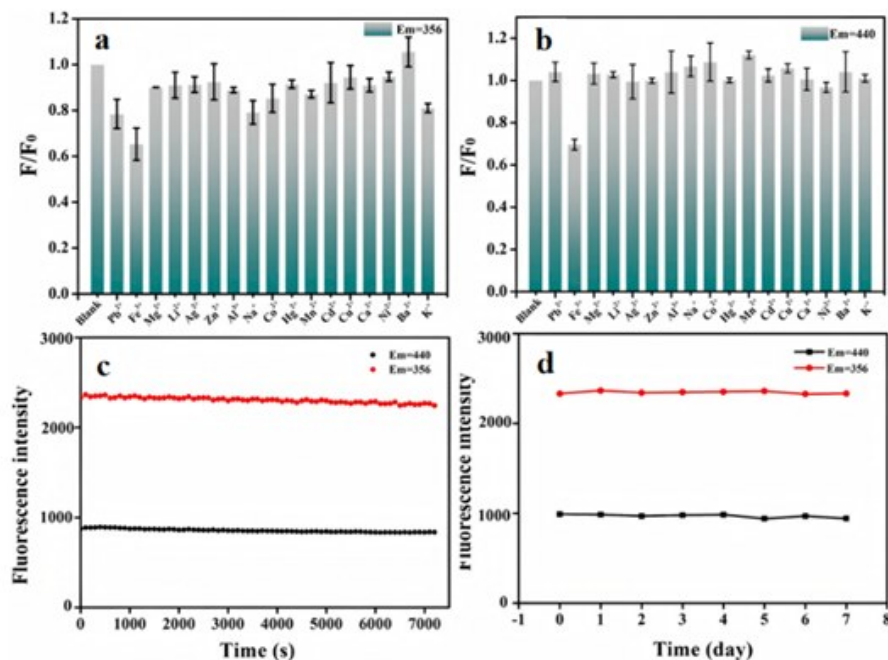 a
Em=356
F/F₀
1.2
1.0
0.8
0.6
0.4
0.2
0.0
Blank
Pb²⁺
Fe³⁺
Mg²⁺
Li²⁺
Ag²⁺
Zn²⁺
Al³⁺
Na⁺
Co²⁺
Hg²⁺
Mn²⁺
Cd²⁺
Cu²⁺
Ca²⁺
Ni²⁺
Ba²⁺
K⁺
b
Em=440
F/F₀
1.2
1.0
0.8
0.6
0.4
0.2
0.0
Blank
Pb²⁺
Fe³⁺
Mg²⁺
Li²⁺
Ag²⁺
Zn²⁺
Al³⁺
Na⁺
Co²⁺
Hg²⁺
Mn²⁺
Cd²⁺
Cu²⁺
Ca²⁺
Ni²⁺
Ba²⁺
K⁺
c
Em=440
Em=356
Fluorescence intensity
3000
2000
1000
0
0 1000 2000 3000 4000 5000 6000 7000
Time (s)
d
Em=440
Em=356
Fluorescence intensity
3000
2000
1000
0
-1 0 1 2 3 4 5 6 7 8
Time (day)